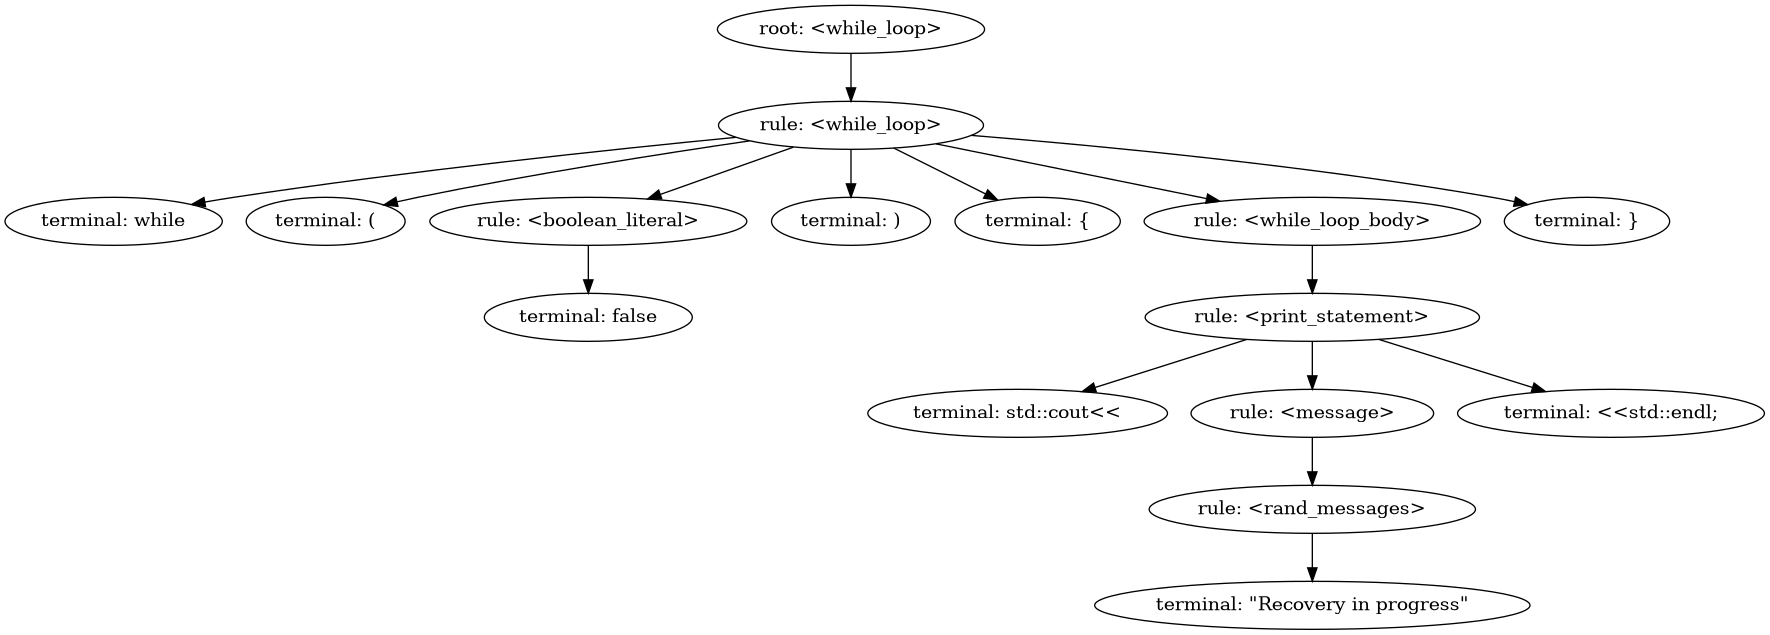 root: <while_loop>
rule: <while_loop>
terminal: while
terminal: (
rule: <boolean_literal>
terminal: )
terminal: {
rule: <while_loop_body>
terminal: }
terminal: false
rule: <print_statement>
terminal: std::cout<<
rule: <message>
terminal: <<std::endl;
rule: <rand_messages>
terminal: "Recovery in progress"